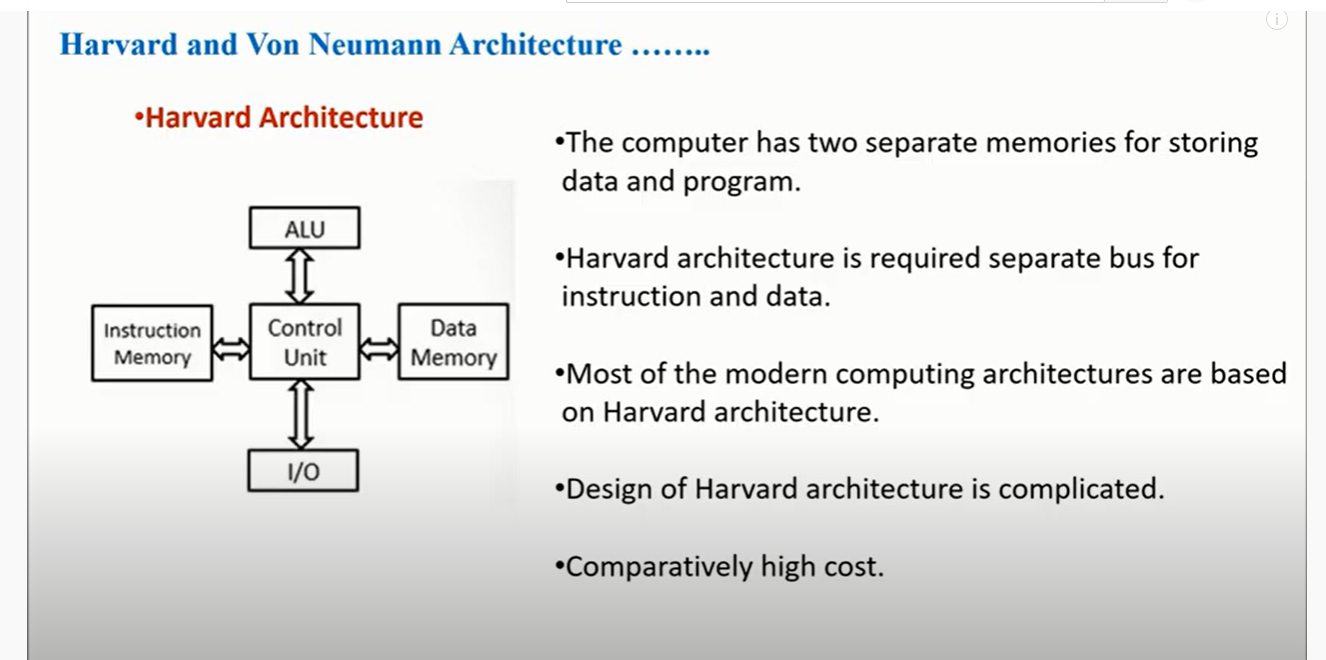 Harvard and Von Neumann Architecture ........
•Harvard Architecture
ALU
Instruction
Memory
Control
Unit
Data
Memory
I/O
•The computer has two separate memories for storing
data and program.
•Harvard architecture is required separate bus for
instruction and data.
•Most of the modern computing architectures are based
on Harvard architecture.
•Design of Harvard architecture is complicated.
•Comparatively high cost.